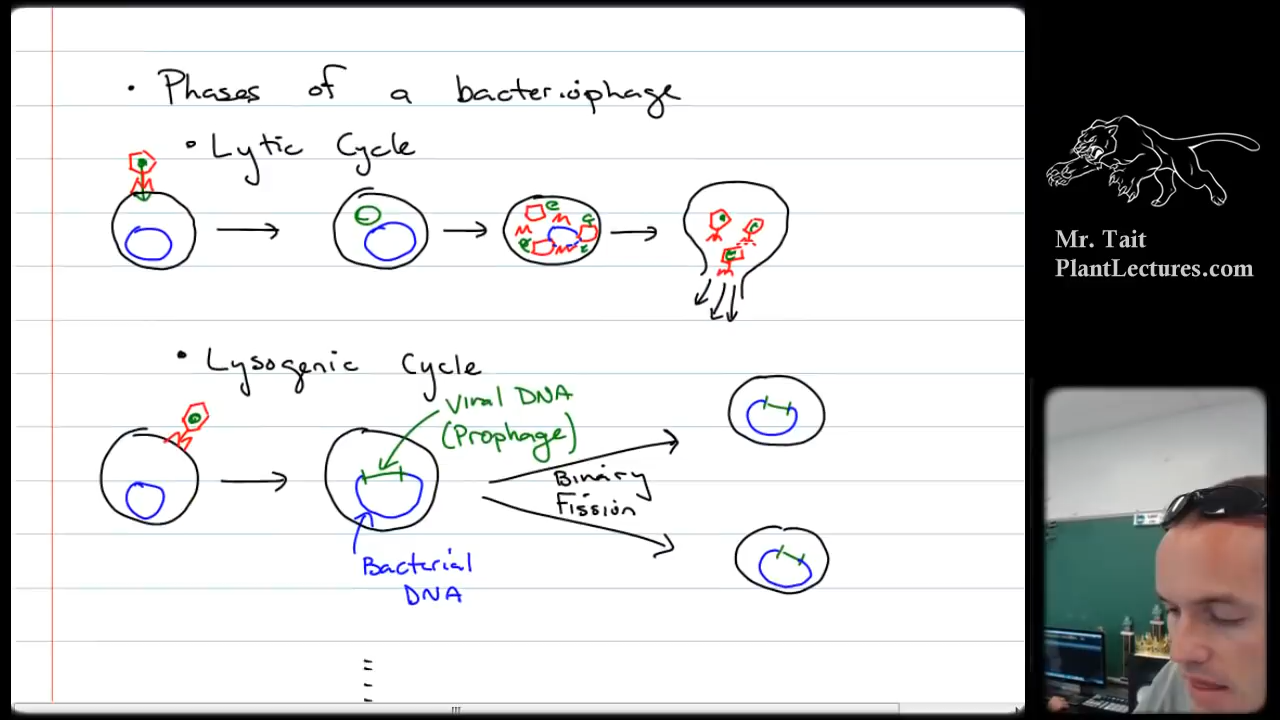 • Phases of a bacteriophage
• Lytic Cycle
• Lysogenic Cycle
Viral DNA
(Prophage)
Binary
Fission
Bacterial
DNA
Mr. Tait
PlantLectures.com